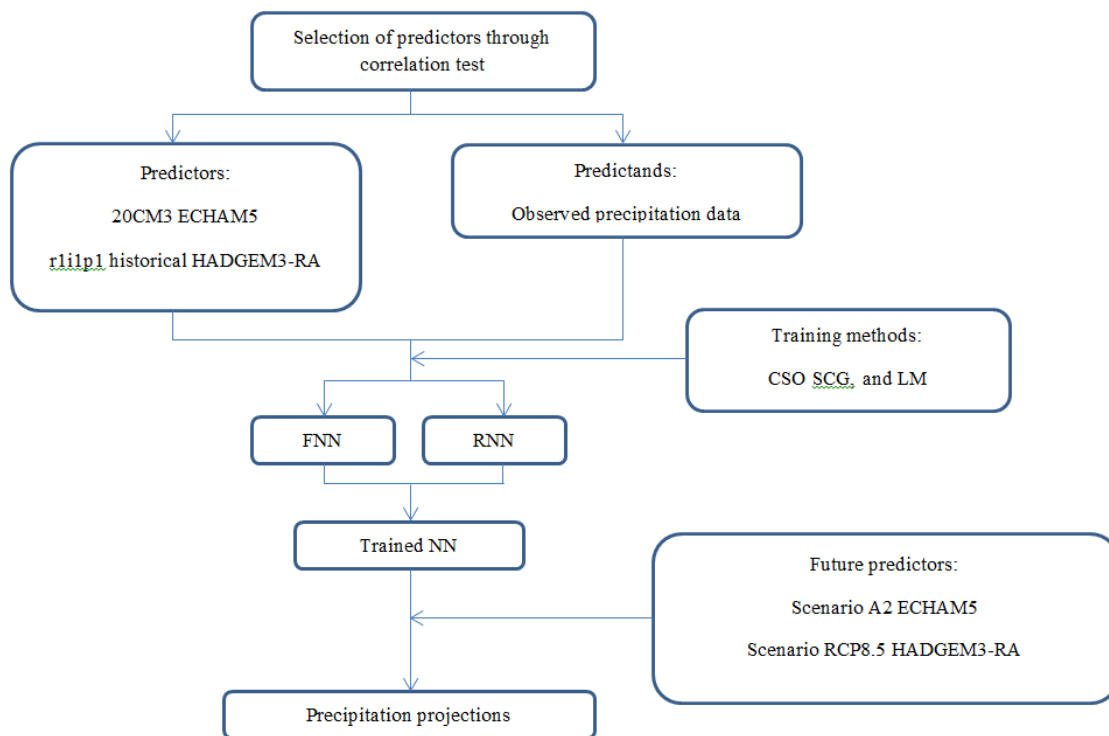 Selection of predictors through
correlation test
Predictors:
20CM3 ECHAM5
r1i1p1 historical HADGEM3-RA
Predictands:
Observed precipitation data
Training methods:
CSO SCG, and LM
FNN
RNN
Trained NN
Future predictors:
Scenario A2 ECHAM5
Scenario RCP8.5 HADGEM3-RA
Precipitation projections